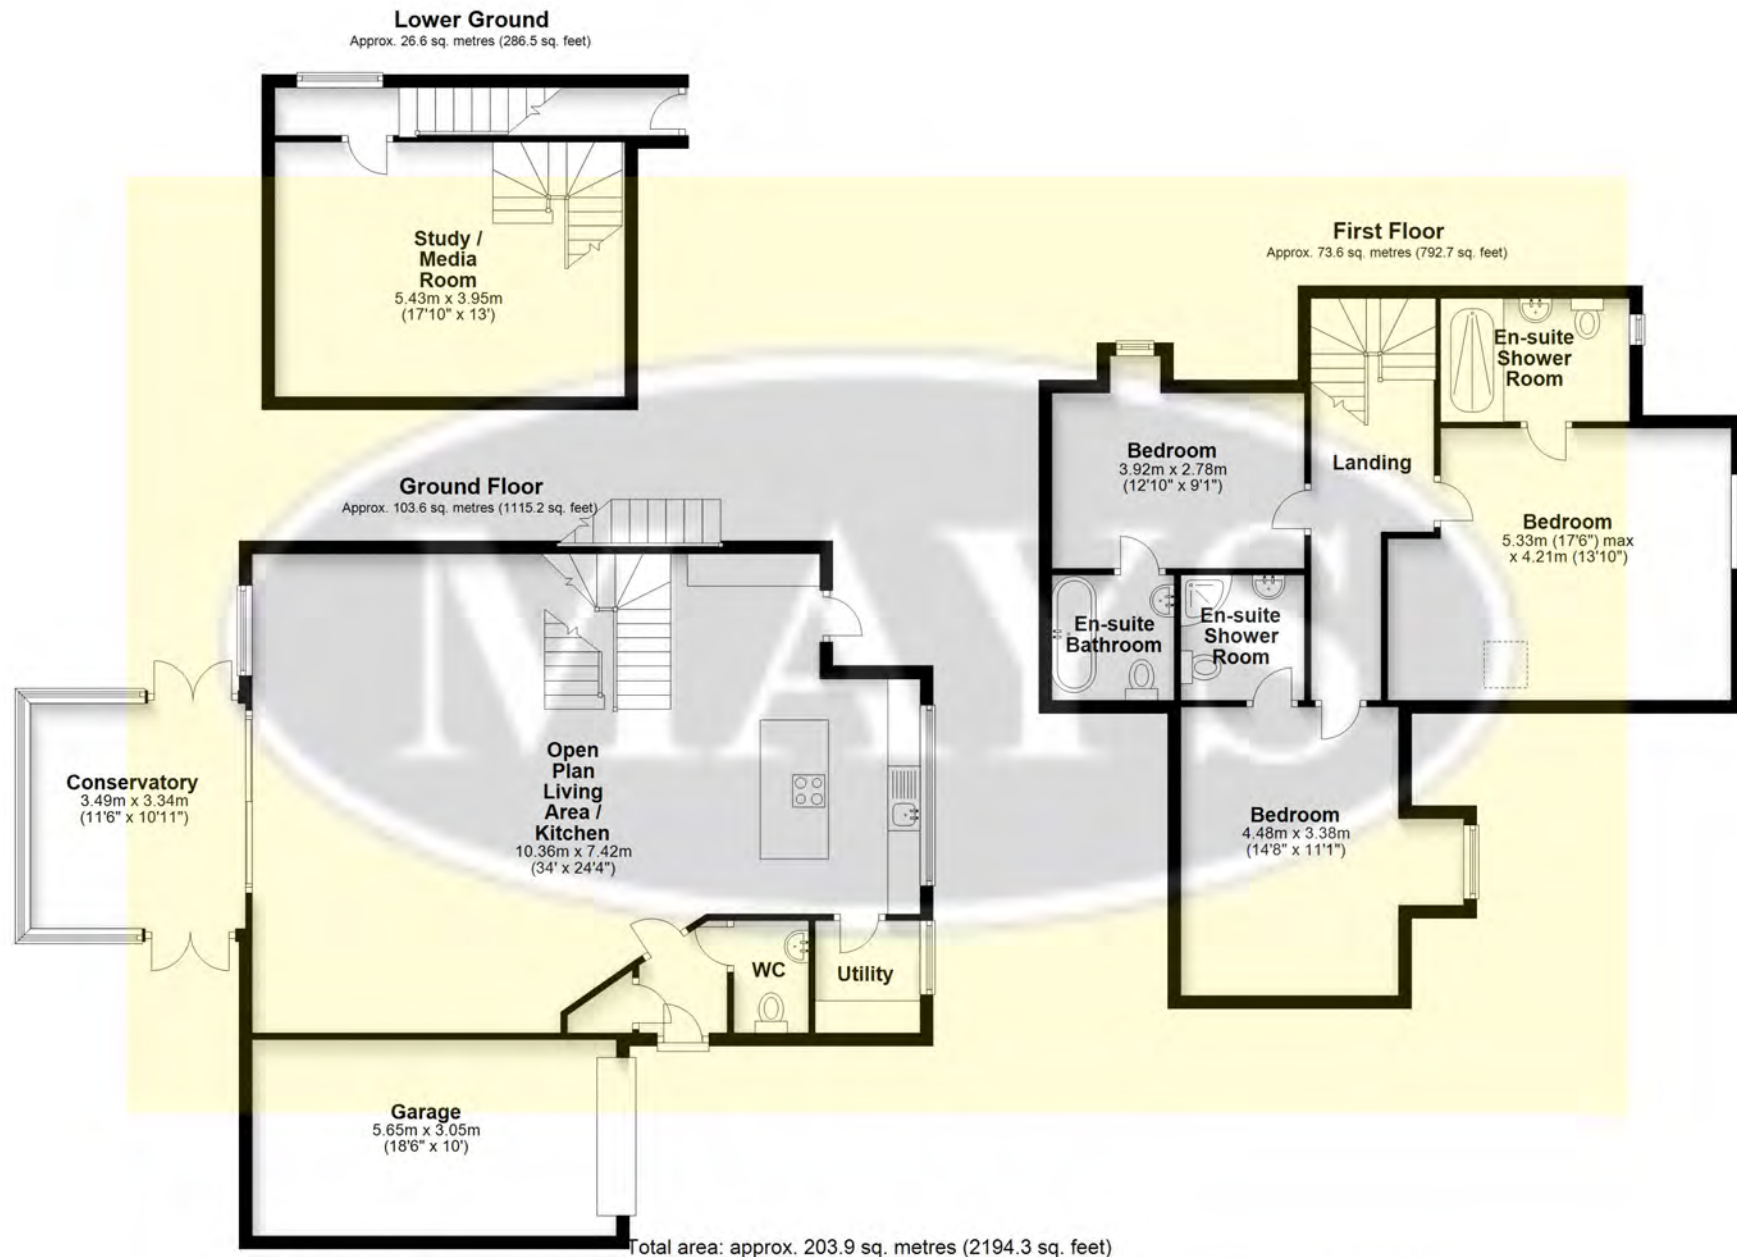 Lower Ground
Approx. 26.6 sq. metres (286.5 sq. feet)
Study /
Media
Room
5.43m x 3.95m
(17'10" x 13')
First Floor
Approx. 73.6 sq. metres (792.7 sq. feet)
En-suite
Shower
Room
Bedroom
3.92m x 2.78m
(12'10" x 9'1")
Landing
Bedroom
5.33m (17'6") max
x 4.21m (13'10")
En-suite
Bathroom
En-suite
Shower
Room
Bedroom
4.48m x 3.38m
(14'8" x 11'1")
Ground Floor
Approx. 103.6 sq. metres (1115.2 sq. feet)
MAYS
Open
Plan
Living
Area /
Kitchen
10.36m x 7.42m
(34' x 24'4")
Conservatory
3.49m x 3.34m
(11'6" x 10'11")
WC
Utility
Garage
5.65m x 3.05m
(18'6" x 10')
Total area: approx. 203.9 sq. metres (2194.3 sq. feet)